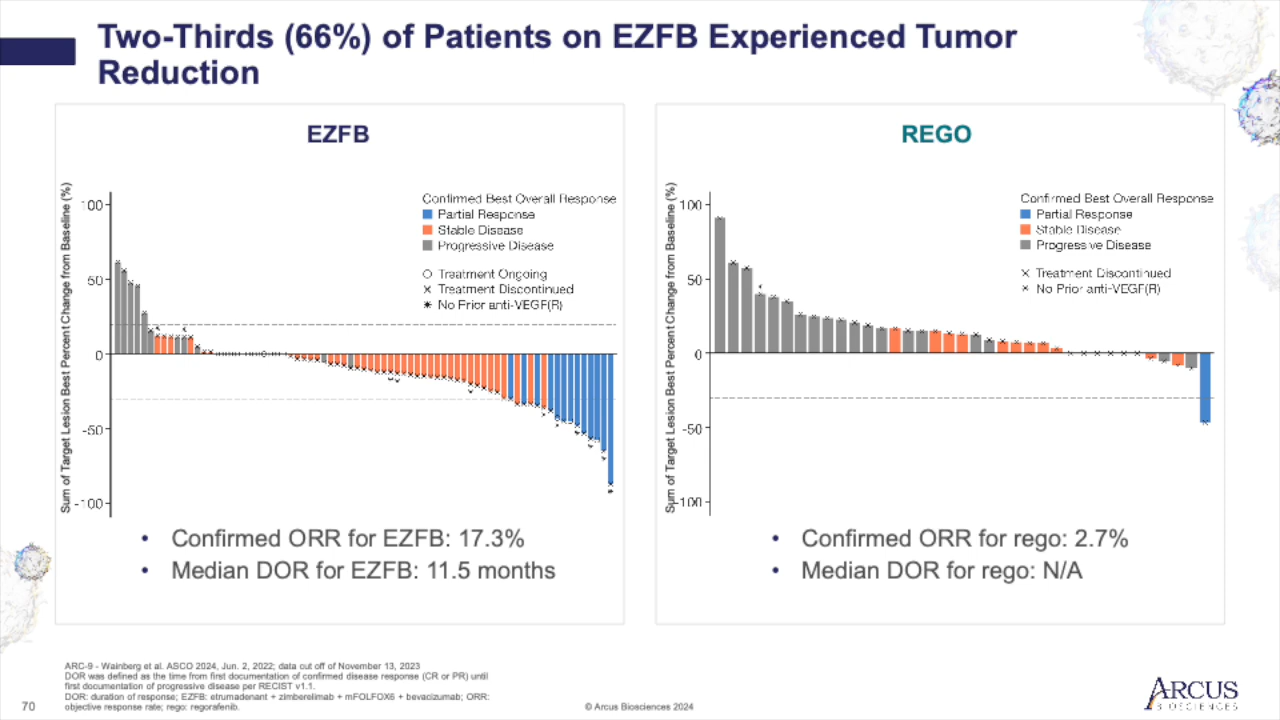 Two-Thirds (66%) of Patients on EZFB Experienced Tumor
Reduction
EZFB
Sum of Target Lesion Best Percent Change from Baseline (%)
100
50
0
-50
-100
Confirmed Best Overall Response
Partial Response
Stable Disease
Progressive Disease
Treatment Ongoing
Treatment Discontinued
No Prior anti-VEGF(R)
• Confirmed ORR for EZFB: 17.3%
• Median DOR for EZFB: 11.5 months
REGO
Sum of Target Lesion Best Percent Change from Baseline (%)
100
50
0
-50
-100
Confirmed Best Overall Response
Partial Response
Stable Disease
Progressive Disease
Treatment Discontinued
No Prior anti-VEGF(R)
• Confirmed ORR for rego: 2.7%
• Median DOR for rego: N/A
ARC-9 - Wainberg et al. ASCO 2024, Jun. 2, 2022; data cut off of November 13, 2023
DOR was defined as the time from first documentation of confirmed disease response (CR or PR) until
first documentation of progressive disease per RECIST v1.1.
DOR: duration of response; EZFB: etrumadenant + zimberelimab + mFOLFOX6 + bevacizumab; ORR:
objective response rate; rego: regorafenib.
70
© Arcus Biosciences 2024
ARCUS
BIOSCIENCES